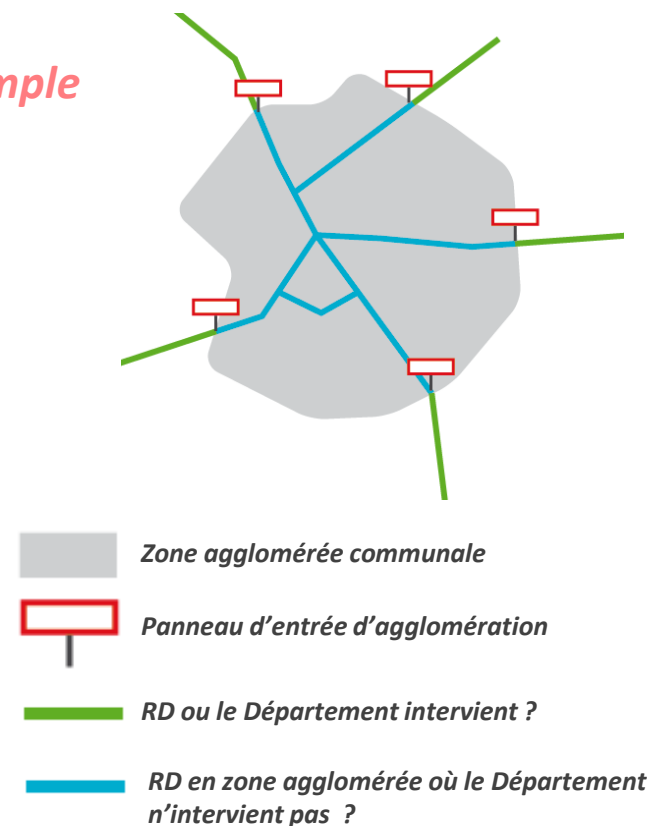 mple
Zone agglomérée communale
Panneau d’entrée d’agglomération
RD ou le Département intervient ?
RD en zone agglomérée où le Département
n’intervient pas  ?